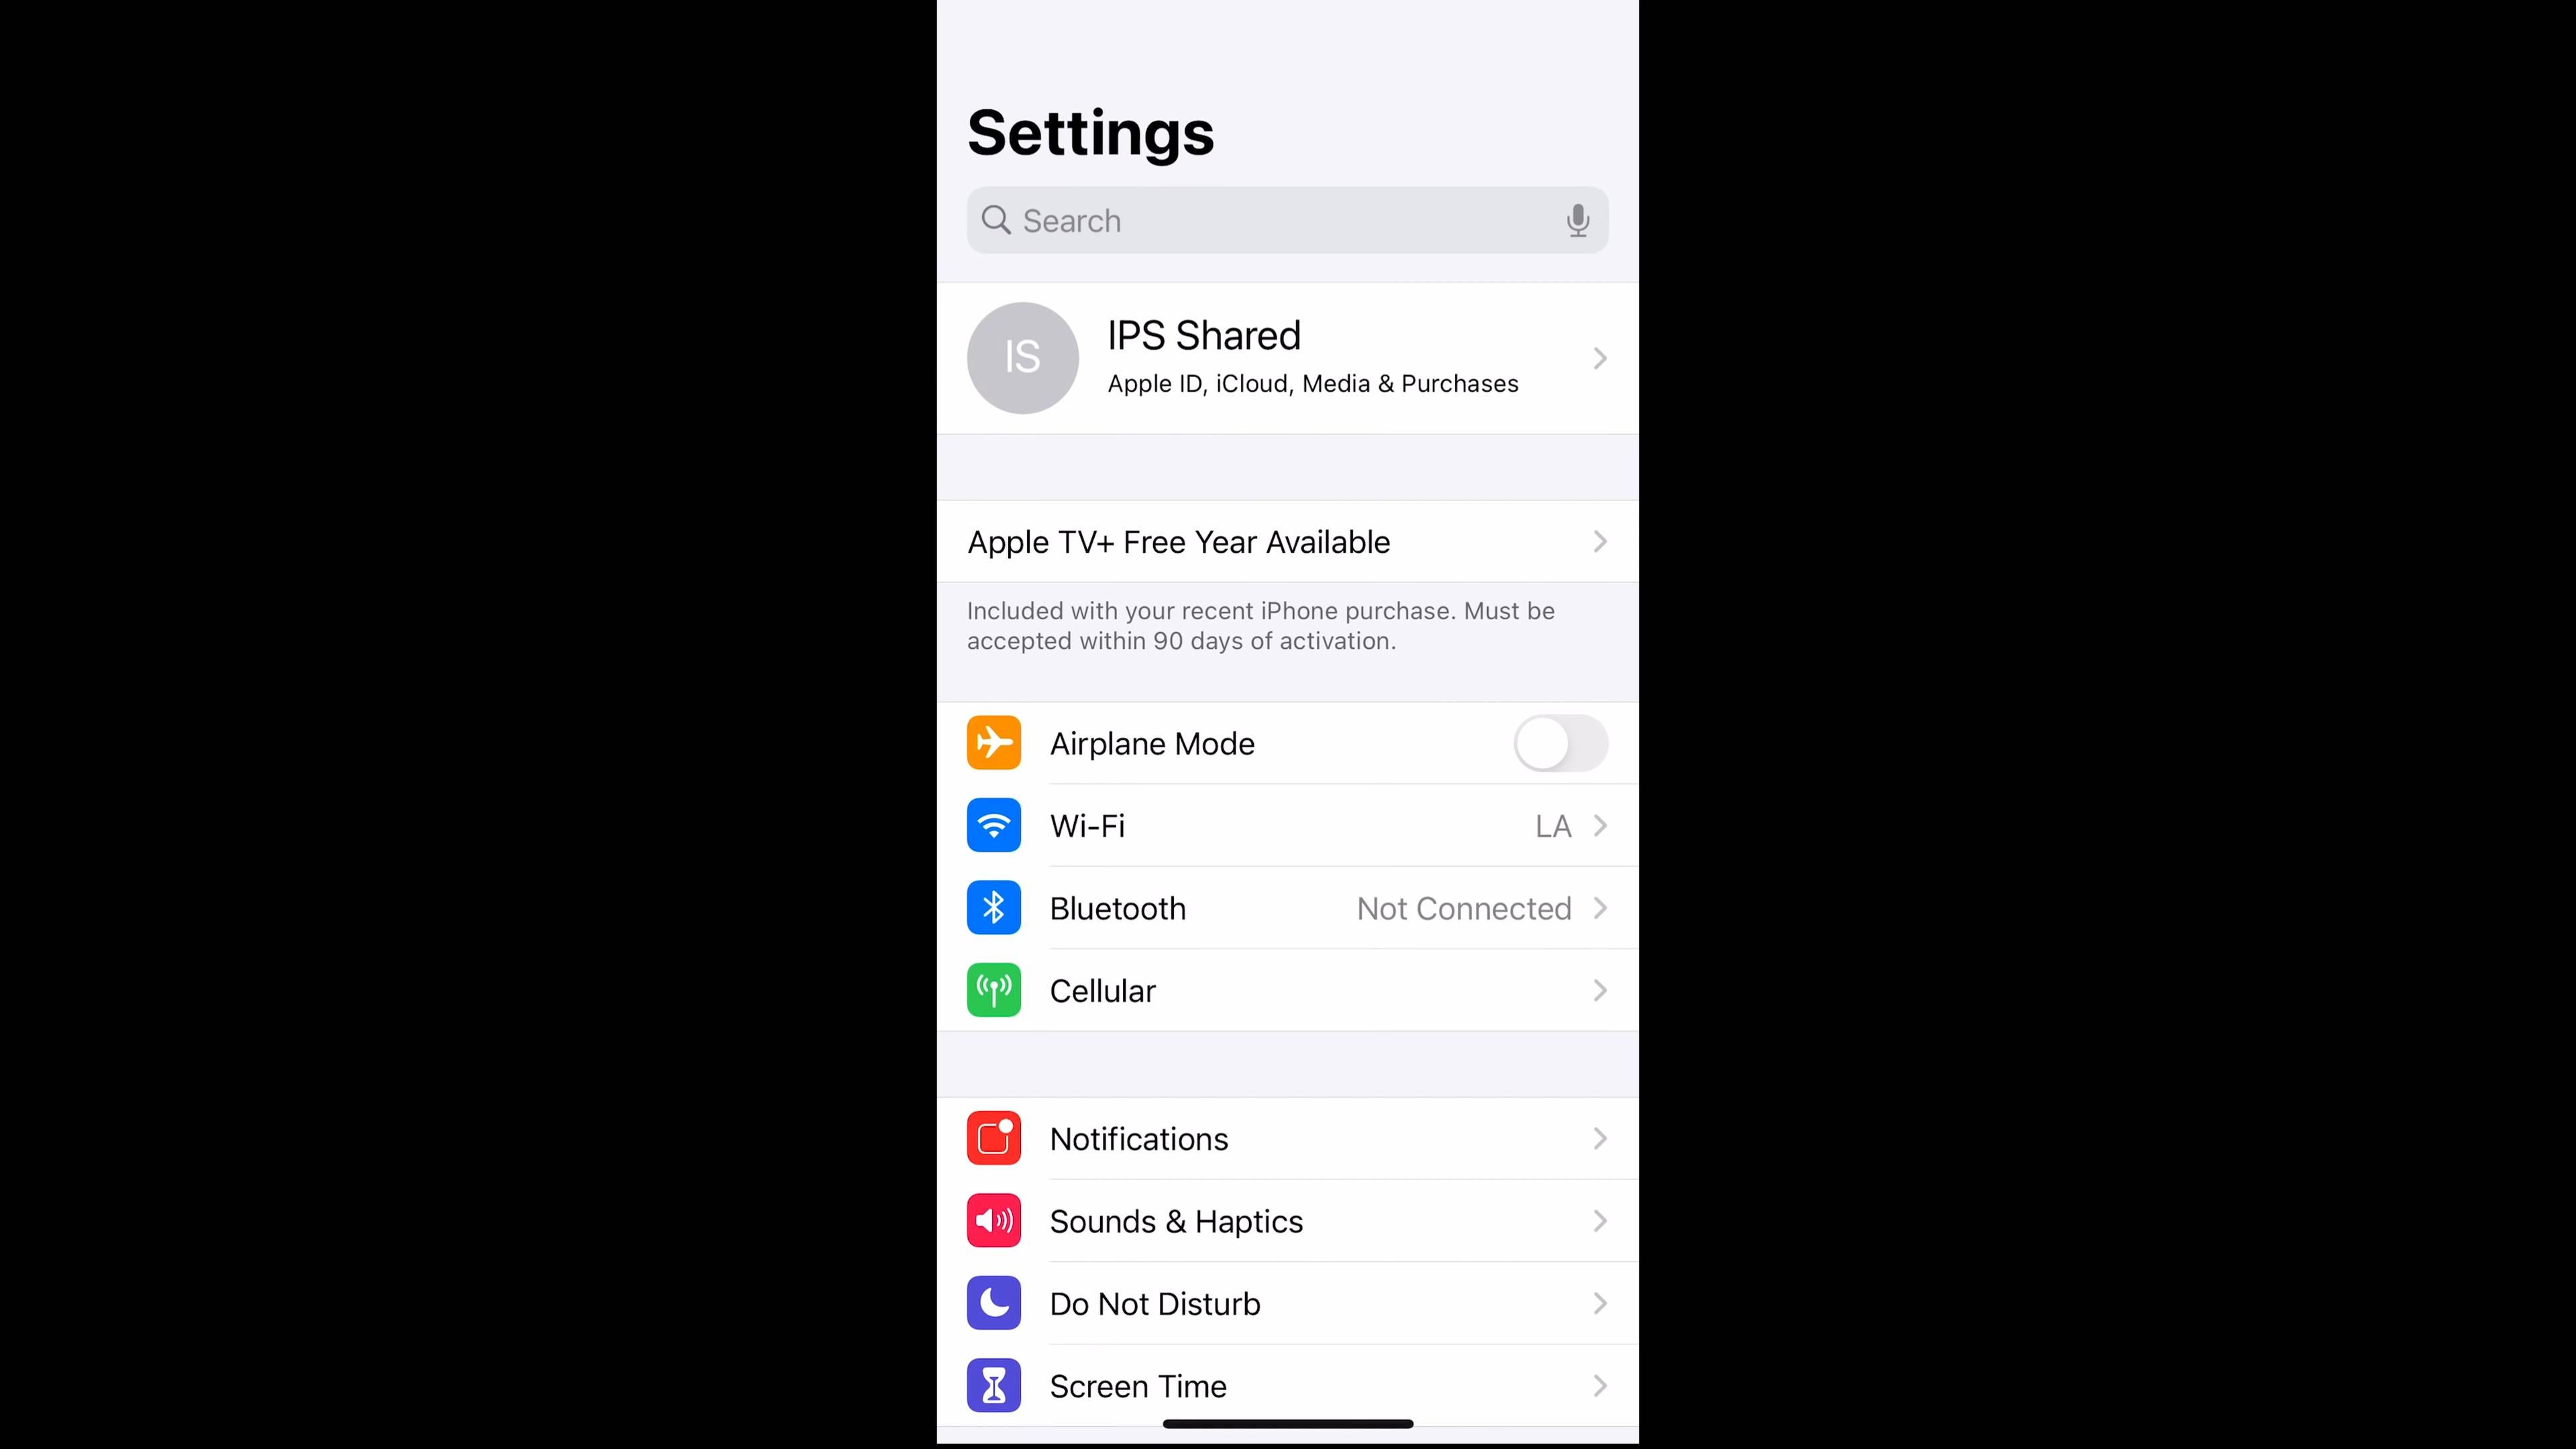 Settings
Search
IS
IPS Shared
Apple ID, iCloud, Media & Purchases
Apple TV+ Free Year Available
Included with your recent iPhone purchase. Must be
accepted within 90 days of activation.
Airplane Mode
Wi-Fi LA
Bluetooth Not Connected
Cellular
Notifications
Sounds & Haptics
Do Not Disturb
Screen Time